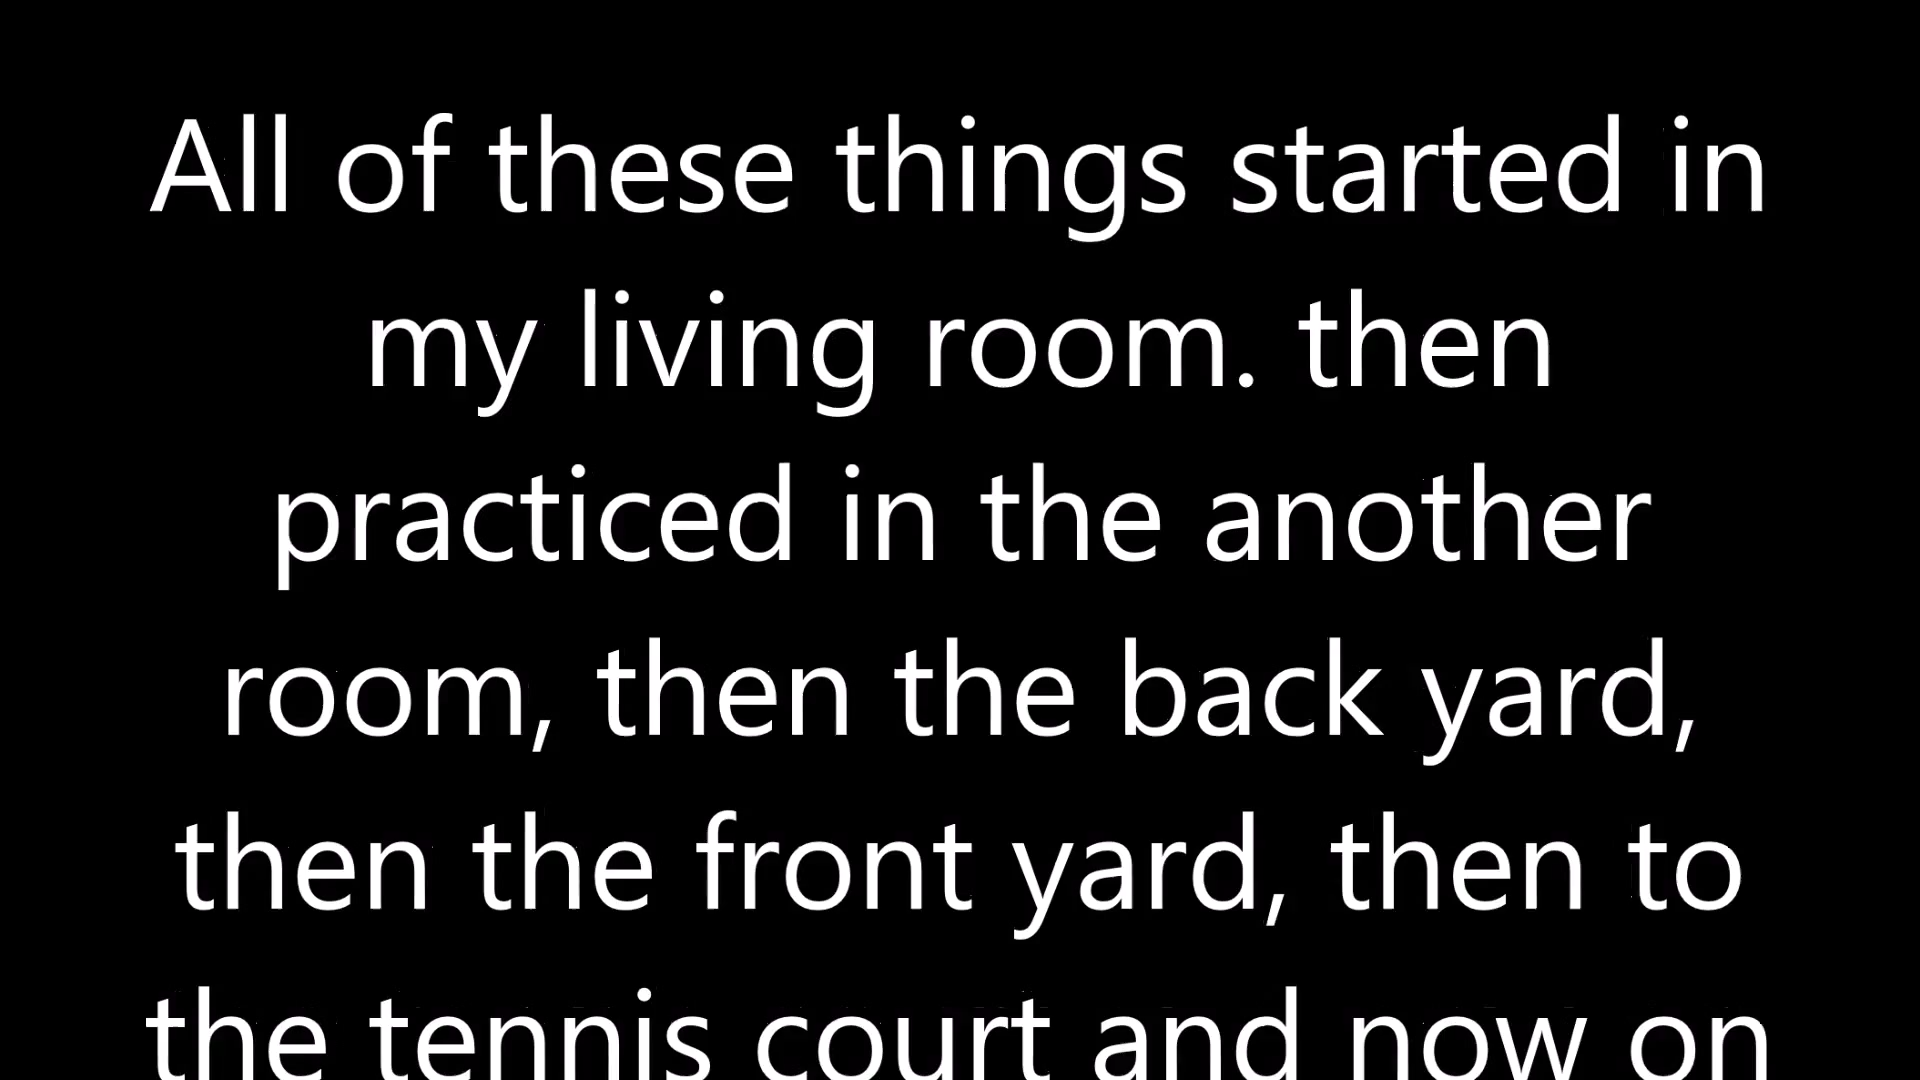 All of these things started in
my living room. then
practiced in the another
room, then the back yard,
then the front yard, then to
the tennis court and now on